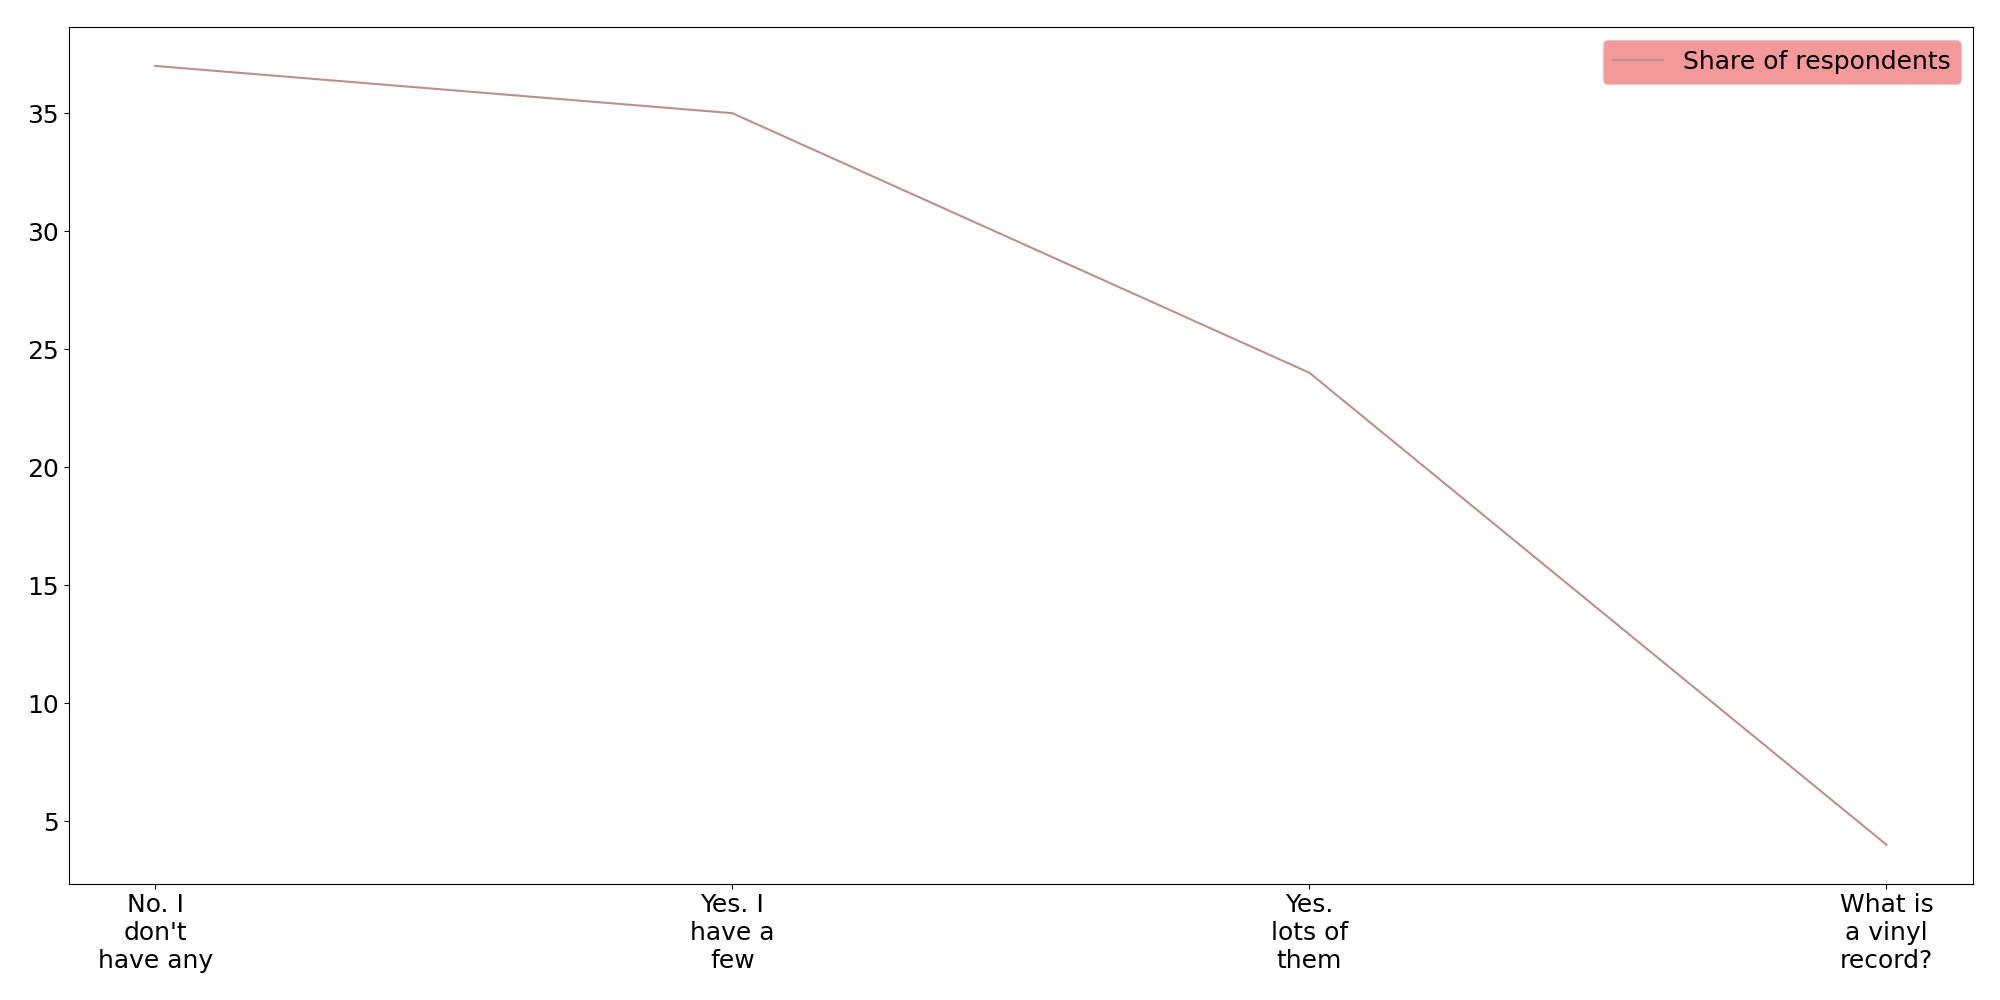 Share of respondents
35
30
25
20
15
10
5
No. I
don't
have any
Yes. I
have a
few
Yes.
lots of
them
What is
a vinyl
record?